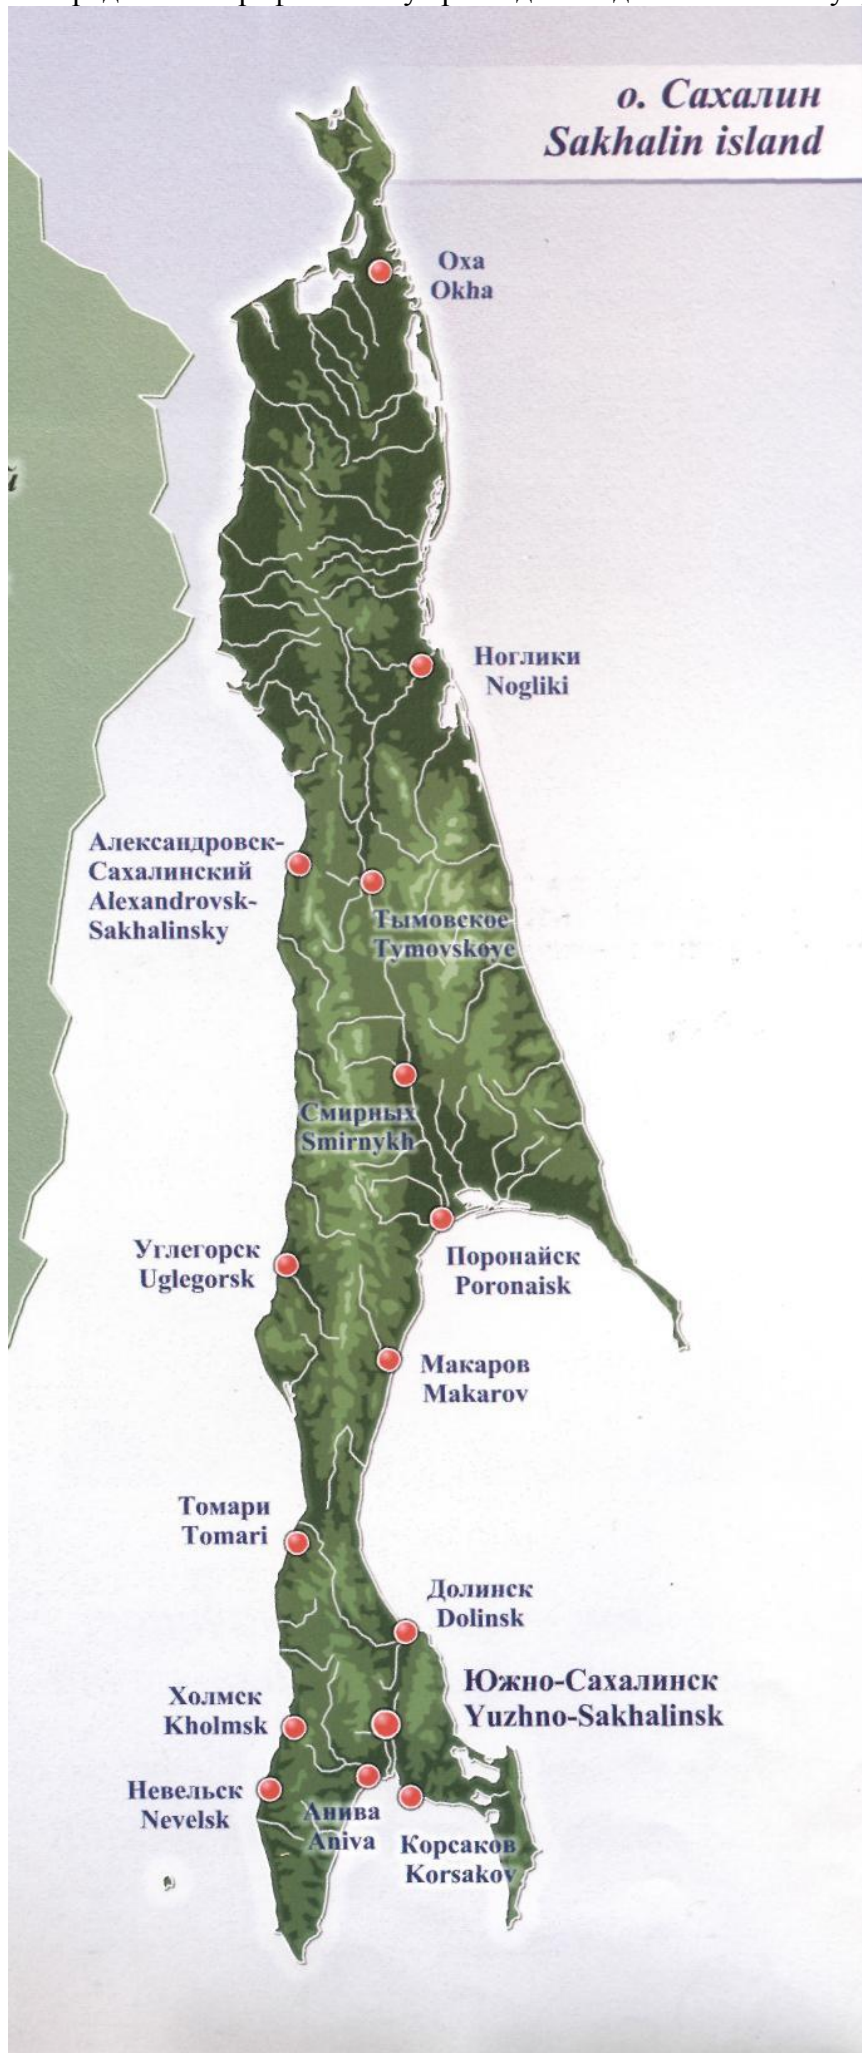 о. Сахалин
Sakhalin island
Оха
Okha
й
Ноглики
Nogliki
Александровск-
Сахалинский
Alexandrovsk-
Sakhalinsky
Тымовское
Tymovskoye
Смирных
Smirnykh
Углегорск
Uglegorsk
Поронайск
Poronaisk
Макаров
Makarov
Томари
Tomari
Долинск
Dolinsk
Южно-Сахалинск
Yuzhno-Sakhalinsk
Холмск
Kholmsk
Невельск
Nevelsk
Анива
Aniva
Корсаков
Korsakov